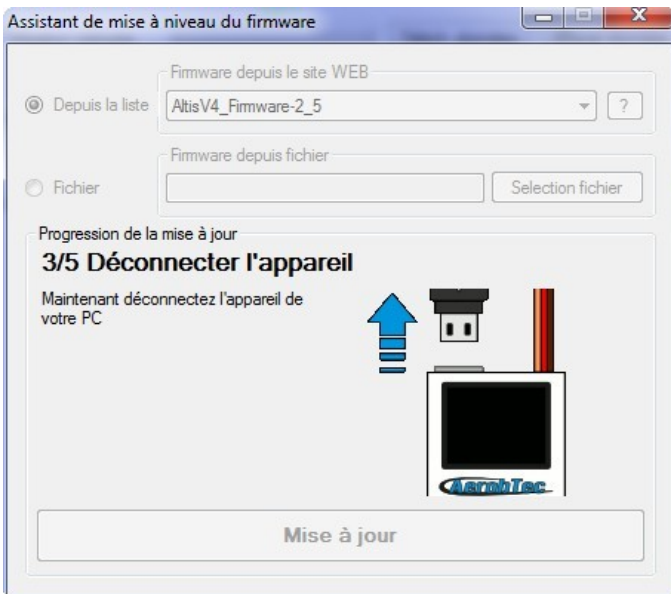 Assistant de mise à niveau du firmware
Firmware depuis le site WEB
Depuis la liste
AltisV4_Firmware-2_5
?
Firmware depuis fichier
Fichier
Selection fichier
Progression de la mise à jour
3/5 Déconnecter l'appareil
Maintenant déconnectez l'appareil de
votre PC
AerobTec
Mise à jour